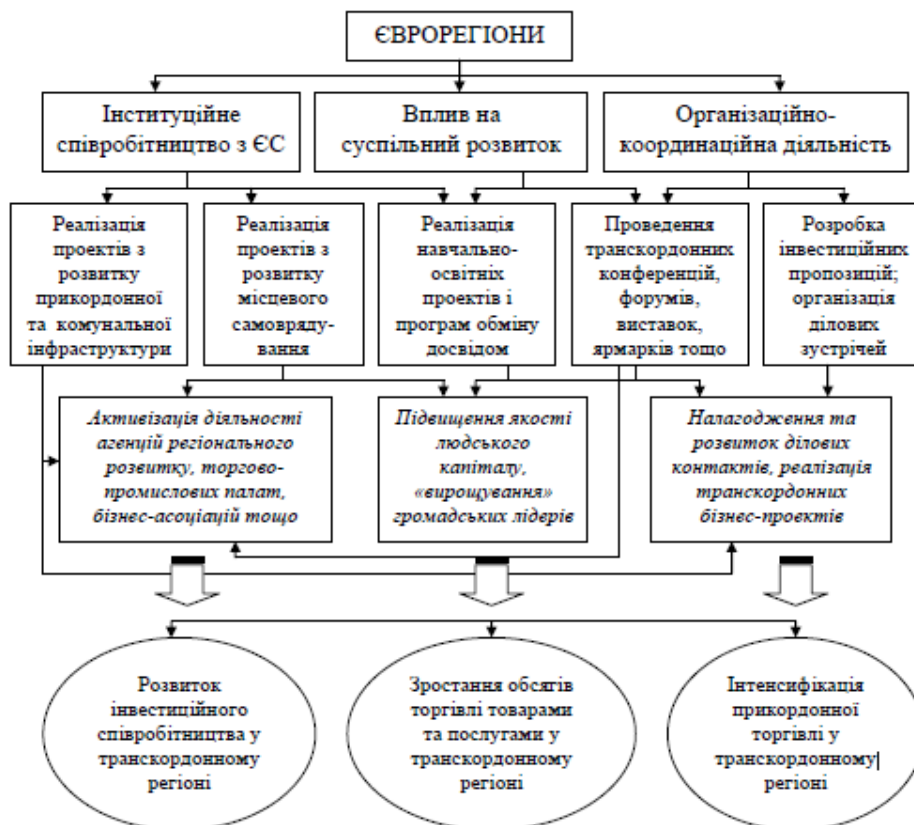 ЄВРОРЕГІОНИ
Інституційне
співробітництво з ЄС
Вплив на
суспільний розвиток
Організаційно-
координаційна діяльність
Реалізація
проектів з
розвитку
прикордонної
та комунальної
інфраструктури
Реалізація
проектів з
розвитку
місцевого
самовряду-
вання
Реалізація
навчально-
освітніх
проектів і
програм обміну
досвідом
Проведення
транскордонних
конференцій,
форумів,
виставок,
ярмарків тощо
Розробка
інвестиційних
пропозицій;
організація
ділових
зустрічей
Активізація діяльності
агенцій регіонального
розвитку, торгово-
промислових палат,
бізнес-асоціацій тощо
Підвищення якості
людського
капіталу,
«вирощування»
громадських лідерів
Налагодження та
розвиток ділових
контактів, реалізація
транскордонних
бізнес-проектів
Розвиток
інвестиційного
співробітництва у
транскордонному
регіоні
Зростання обсягів
торгівлі товарами
та послугами у
транскордонному
регіоні
Інтенсифікація
прикордонної
торгівлі у
транскордонному
регіоні